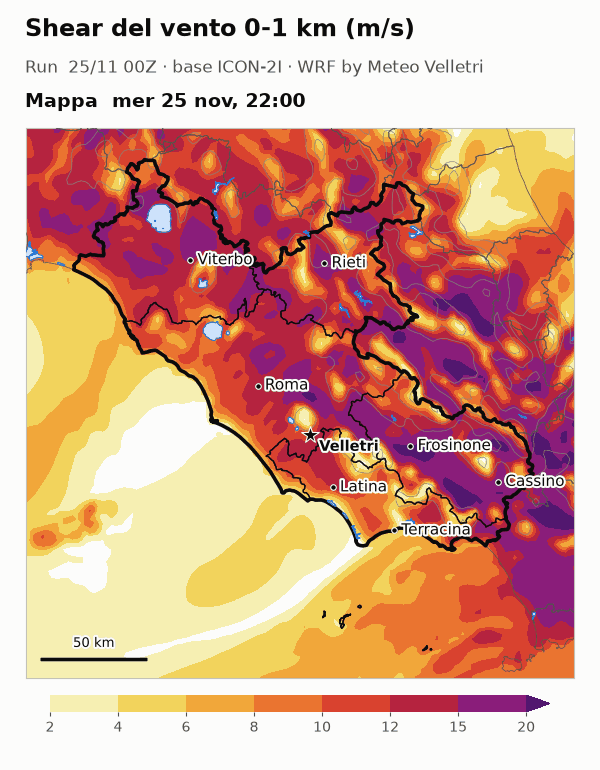 Shear del vento 0-1 km (m/s)
Run  25/11 00Z · base ICON-2I · WRF by Meteo Velletri
Mappa  mer 25 nov, 22:00
Viterbo
Rieti
Roma
Velletri
Frosinone
Latina
Cassino
Terracina
50 km
2 4 6 8 10 12 15 20